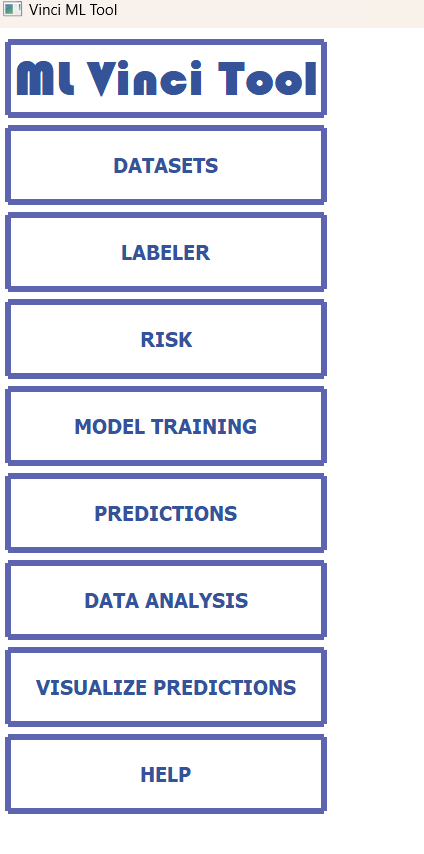 Vinci ML Tool
ML Vinci Tool
DATASETS
LABELER
RISK
MODEL TRAINING
PREDICTIONS
DATA ANALYSIS
VISUALIZE PREDICTIONS
HELP